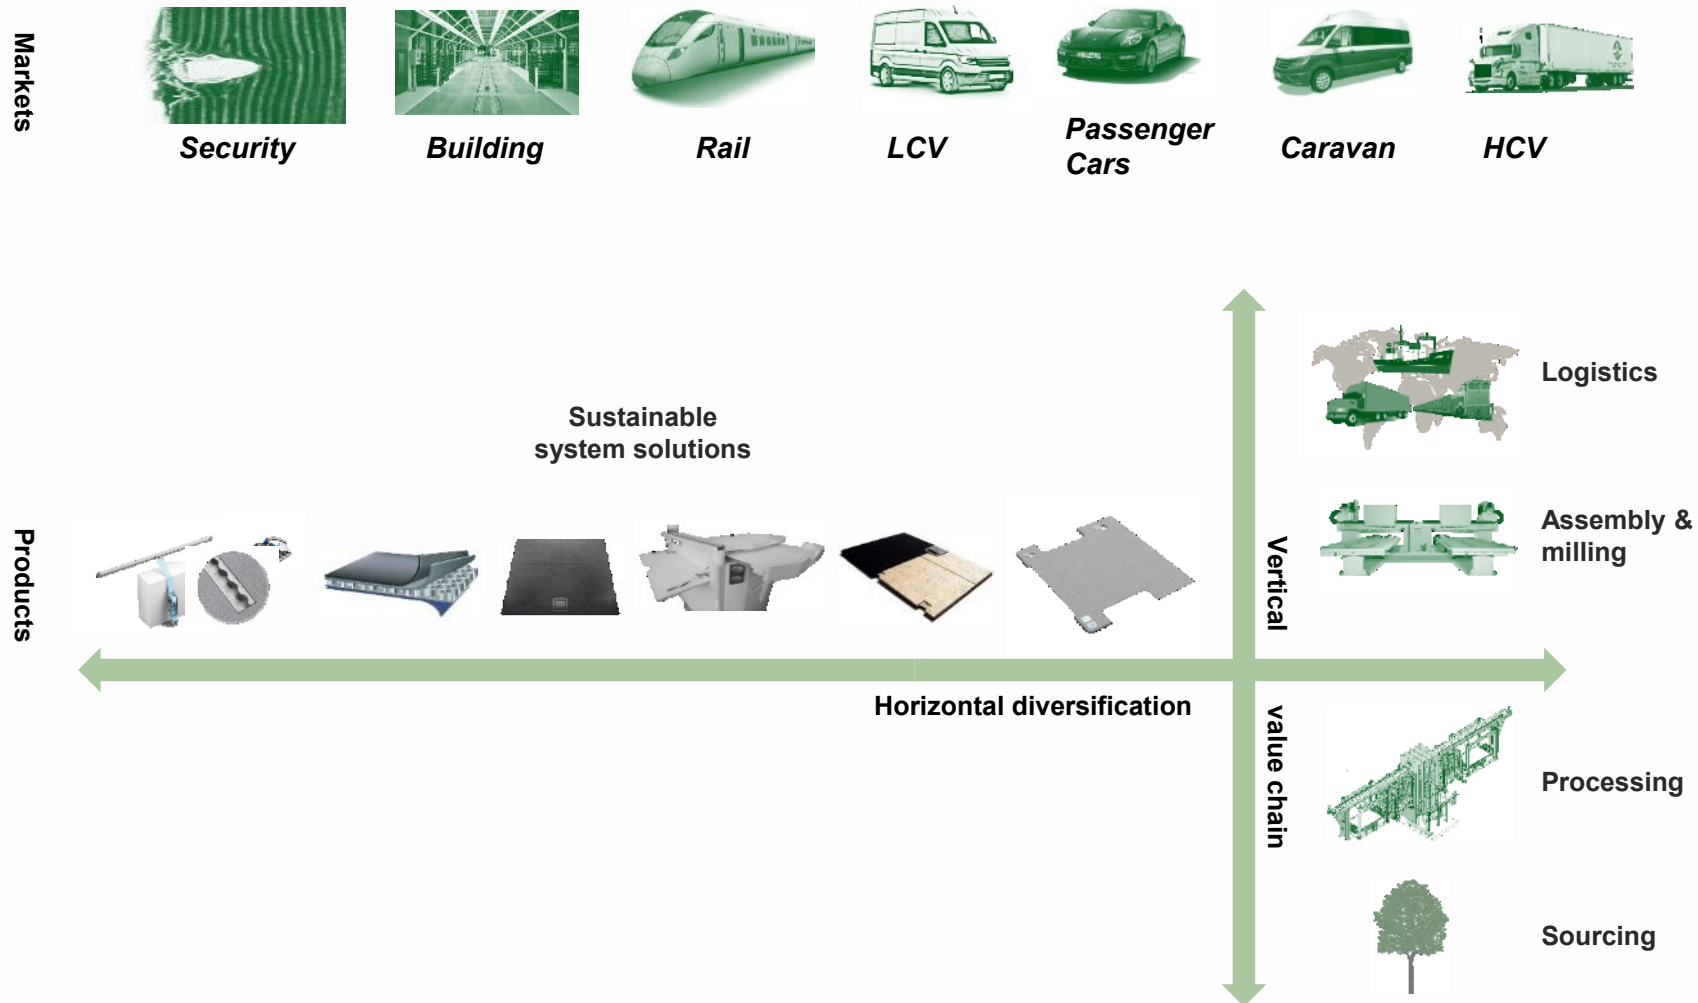 Markets
Security
Building
Rail
LCV
Passenger
Cars
Caravan
HCV
Logistics
Sustainable
system solutions
Assembly &
milling
Products
Vertical
Horizontal diversification
value chain
Processing
Sourcing